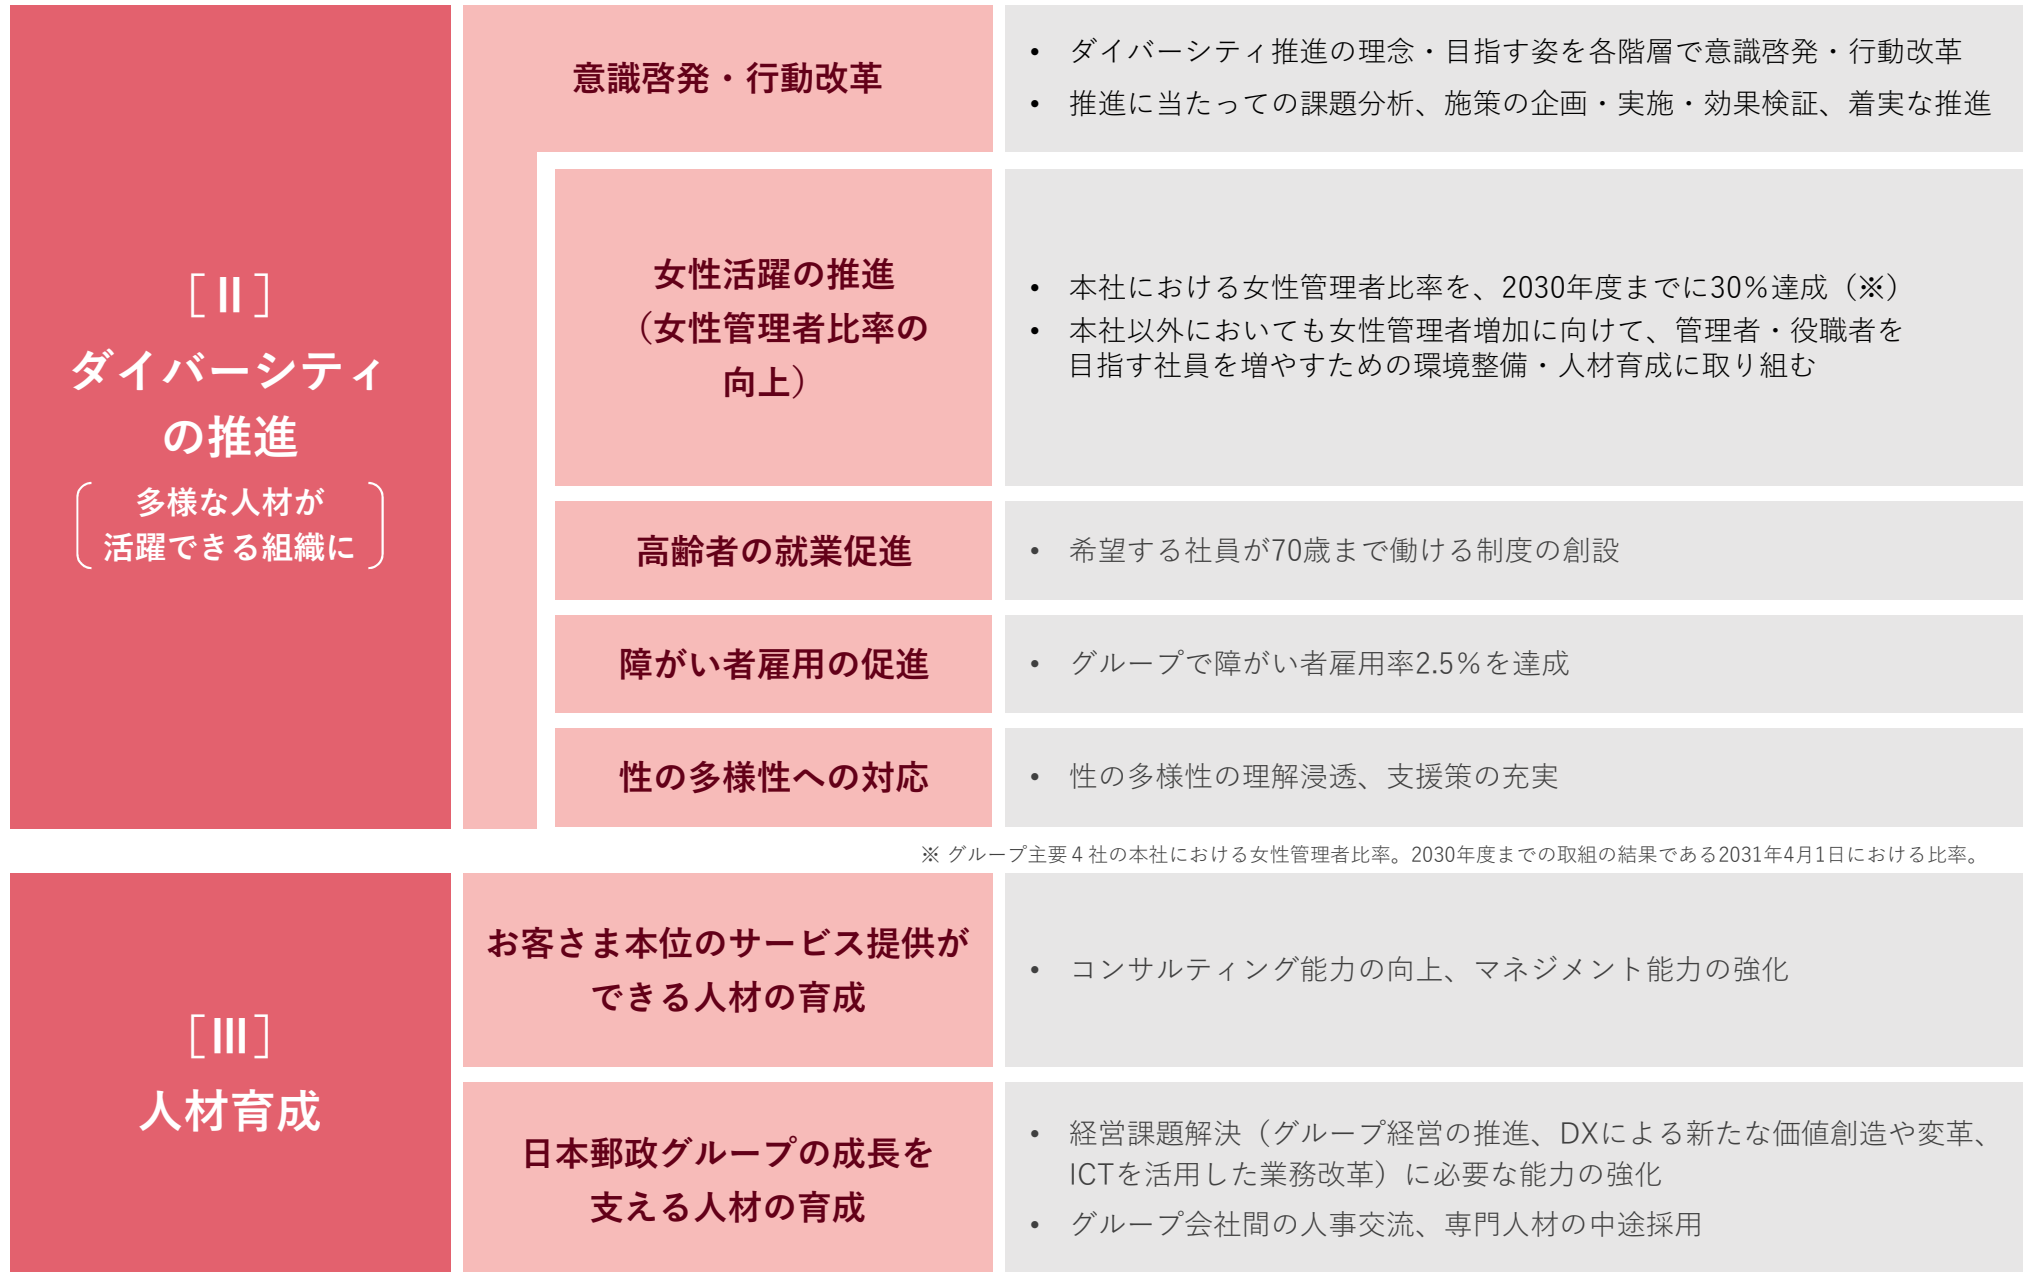 ［Ⅱ］
ダイバーシティ
の推進
多様な人材が
活躍できる組織に
意識啓発・行動改革
• ダイバーシティ推進の理念・目指す姿を各階層で意識啓発・行動改革
• 推進に当たっての課題分析、施策の企画・実施・効果検証、着実な推進
女性活躍の推進
（女性管理者比率の
向上）
• 本社における女性管理者比率を、2030年度までに30％達成（※）
• 本社以外においても女性管理者増加に向けて、管理者・役職者を
目指す社員を増やすための環境整備・人材育成に取り組む
高齢者の就業促進
• 希望する社員が70歳まで働ける制度の創設
障がい者雇用の促進
• グループで障がい者雇用率2.5％を達成
性の多様性への対応
• 性の多様性の理解浸透、支援策の充実
※ グループ主要４社の本社における女性管理者比率。2030年度までの取組の結果である2031年4月1日における比率。
［Ⅲ］
人材育成
お客さま本位のサービス提供が
できる人材の育成
• コンサルティング能力の向上、マネジメント能力の強化
日本郵政グループの成長を
支える人材の育成
• 経営課題解決（グループ経営の推進、DXによる新たな価値創造や変革、
ICTを活用した業務改革）に必要な能力の強化
• グループ会社間の人事交流、専門人材の中途採用